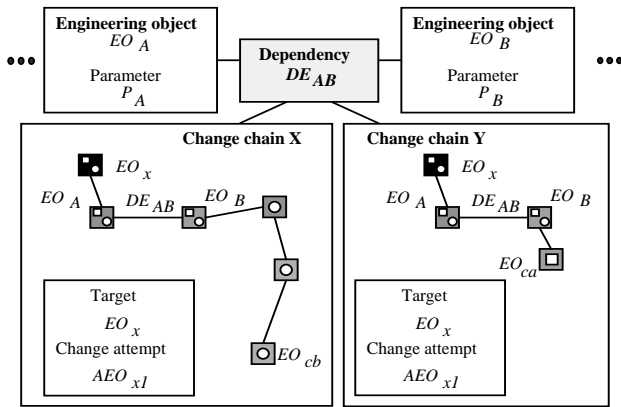 Engineering object
EO A
Parameter
P A
Dependency
DE AB
Engineering object
EO B
Parameter
P B
Change chain X
EO x
EO A
DE AB
EO B
EO cb
Target
EO x
Change attempt
AEO x1
Change chain Y
EO x
EO A
DE AB
EO B
EO ca
Target
EO x
Change attempt
AEO x1